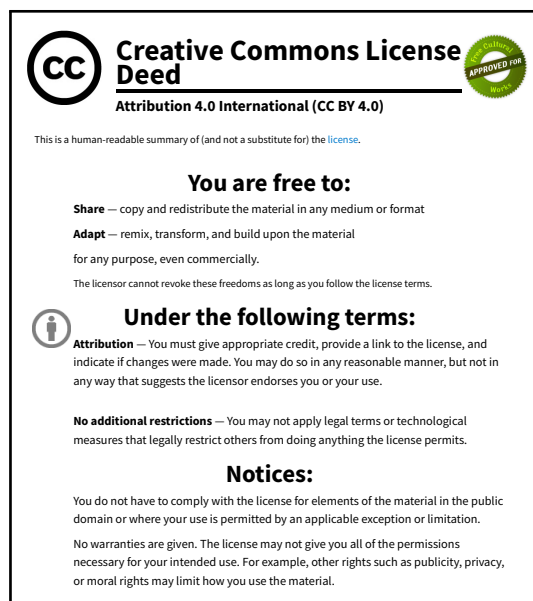 cc
Creative Commons License
Deed
Free Cultural
APPROVED FOR
Works
Attribution 4.0 International (CC BY 4.0)
This is a human-readable summary of (and not a substitute for) the license.
You are free to:
Share — copy and redistribute the material in any medium or format
Adapt — remix, transform, and build upon the material
for any purpose, even commercially.
The licensor cannot revoke these freedoms as long as you follow the license terms.
Under the following terms:
Attribution — You must give appropriate credit, provide a link to the license, and
indicate if changes were made. You may do so in any reasonable manner, but not in
any way that suggests the licensor endorses you or your use.
No additional restrictions — You may not apply legal terms or technological
measures that legally restrict others from doing anything the license permits.
Notices:
You do not have to comply with the license for elements of the material in the public
domain or where your use is permitted by an applicable exception or limitation.
No warranties are given. The license may not give you all of the permissions
necessary for your intended use. For example, other rights such as publicity, privacy,
or moral rights may limit how you use the material.